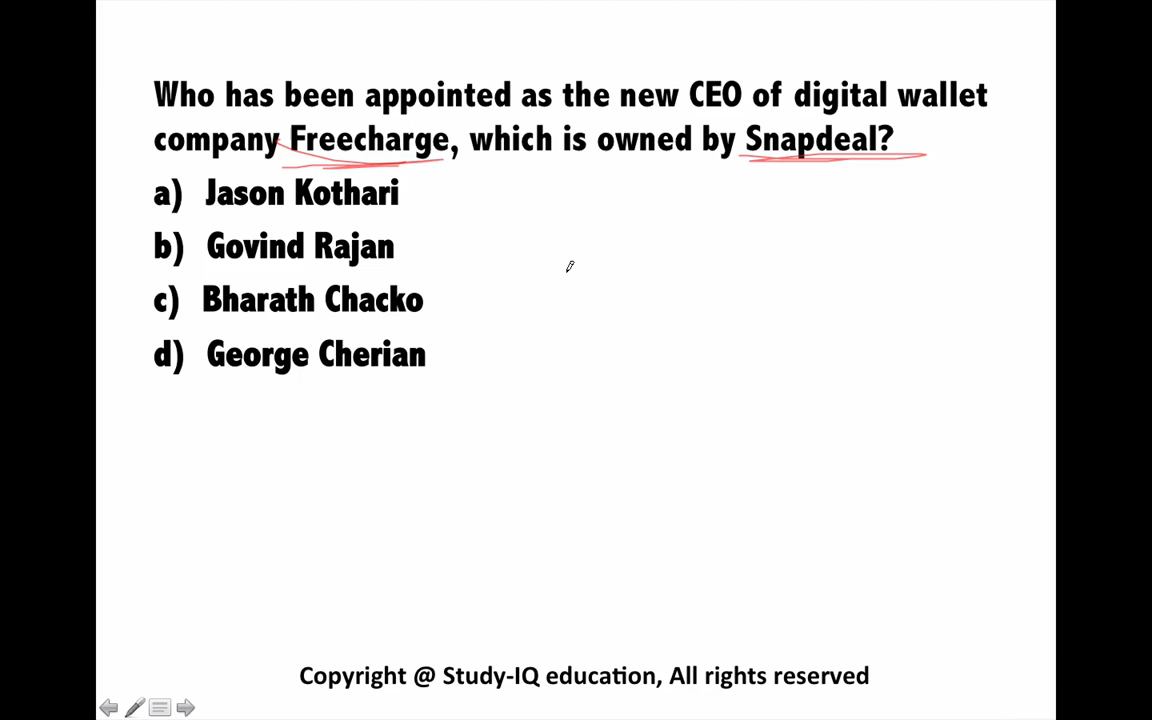 Who has been appointed as the new CEO of digital wallet
company Freecharge, which is owned by Snapdeal?
a) Jason Kothari
b) Govind Rajan
c) Bharath Chacko
d) George Cherian
Copyright @ Study-IQ education, All rights reserved